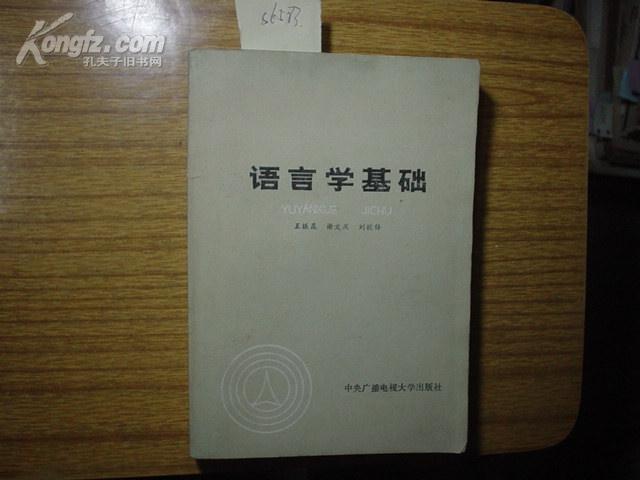 Kongfz.com
孔夫子旧书网
语言学基础
YUYANXUE JICHU
王振昆 谢文庆 刘振铎
中央广播电视大学出版社